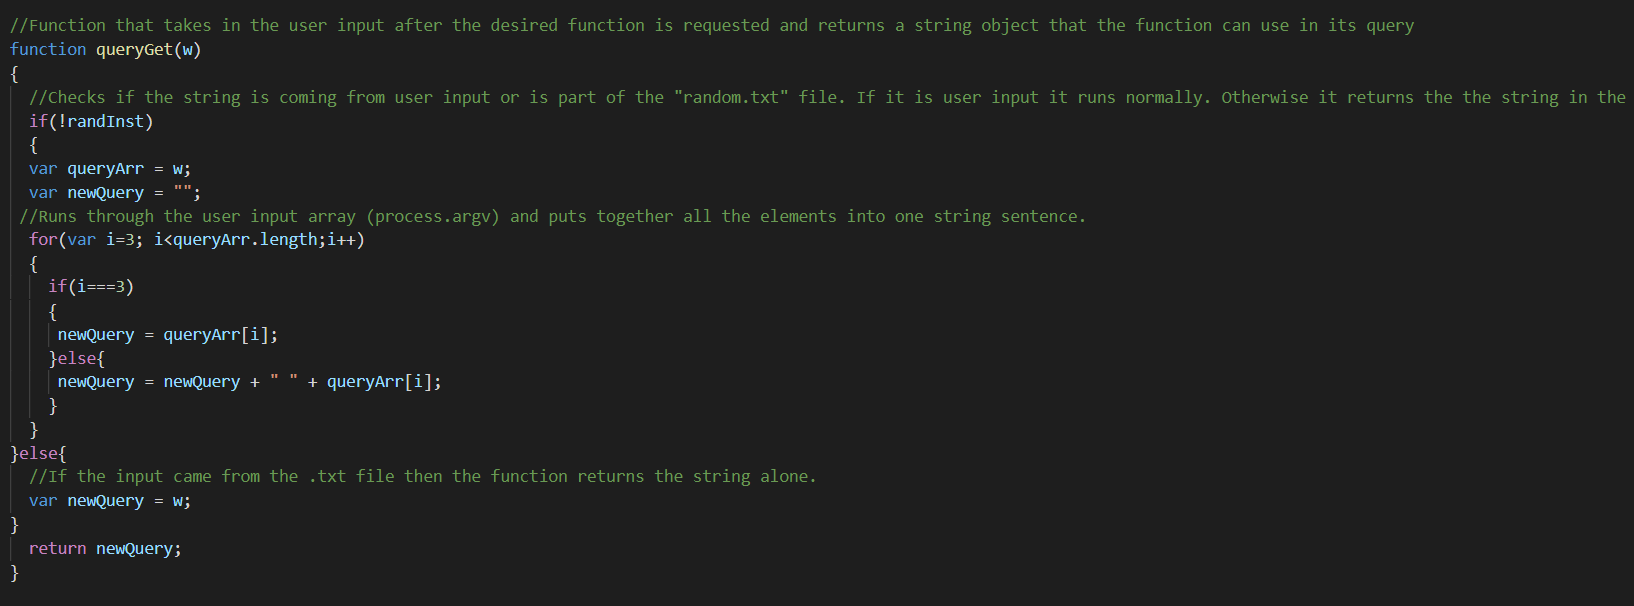 //Function that takes in the user input after the desired function is requested and returns a string object that the function can use in its query
function queryGet(w)
{
  //Checks if the string is coming from user input or is part of the "random.txt" file. If it is user input it runs normally. Otherwise it returns the the string in the
  if(!randInst)
  {
  var queryArr = w;
  var newQuery = "";
 //Runs through the user input array (process.argv) and puts together all the elements into one string sentence.
  for(var i=3; i<queryArr.length;i++)
  {
    if(i===3)
    {
     newQuery = queryArr[i];
    }else{
     newQuery = newQuery + " " + queryArr[i];
    }
  }
}else{
  //If the input came from the .txt file then the function returns the string alone.
  var newQuery = w;
}
  return newQuery;
}